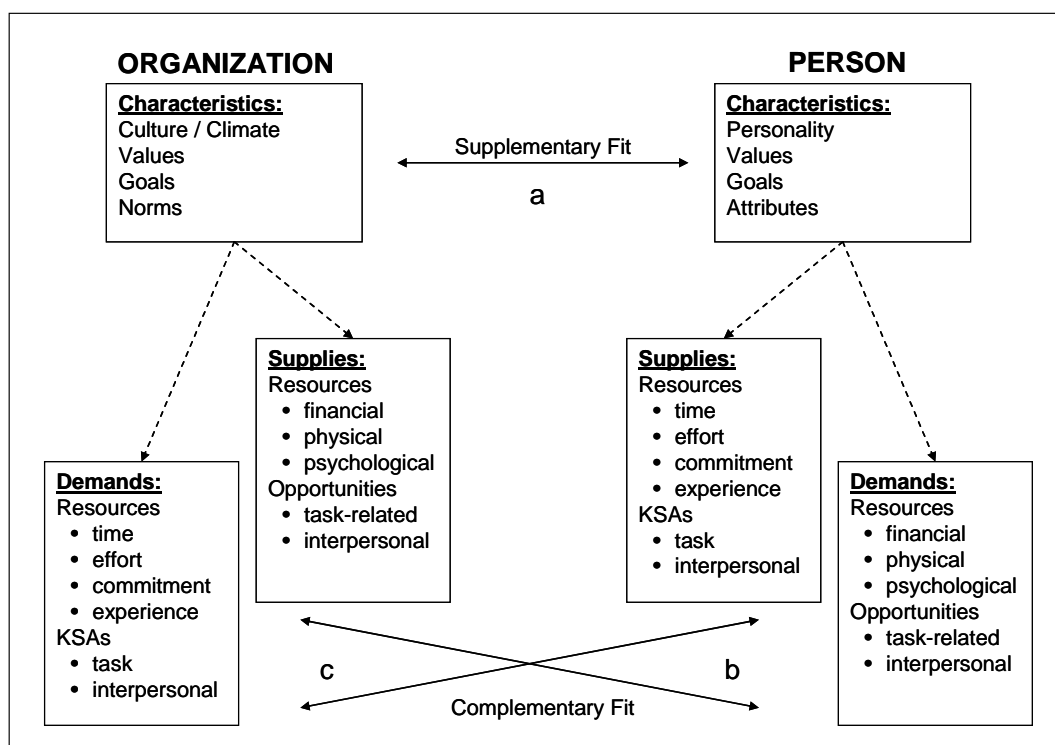 ORGANIZATION
Characteristics:
Culture / Climate
Values
Goals
Norms
Supplementary Fit
a
PERSON
Characteristics:
Personality
Values
Goals
Attributes
Demands:
Resources
• time
• effort
• commitment
• experience
KSAs
• task
• interpersonal
Supplies:
Resources
• financial
• physical
• psychological
Opportunities
• task-related
• interpersonal
Supplies:
Resources
• time
• effort
• commitment
• experience
KSAs
• task
• interpersonal
Demands:
Resources
• financial
• physical
• psychological
Opportunities
• task-related
• interpersonal
c
b
Complementary Fit